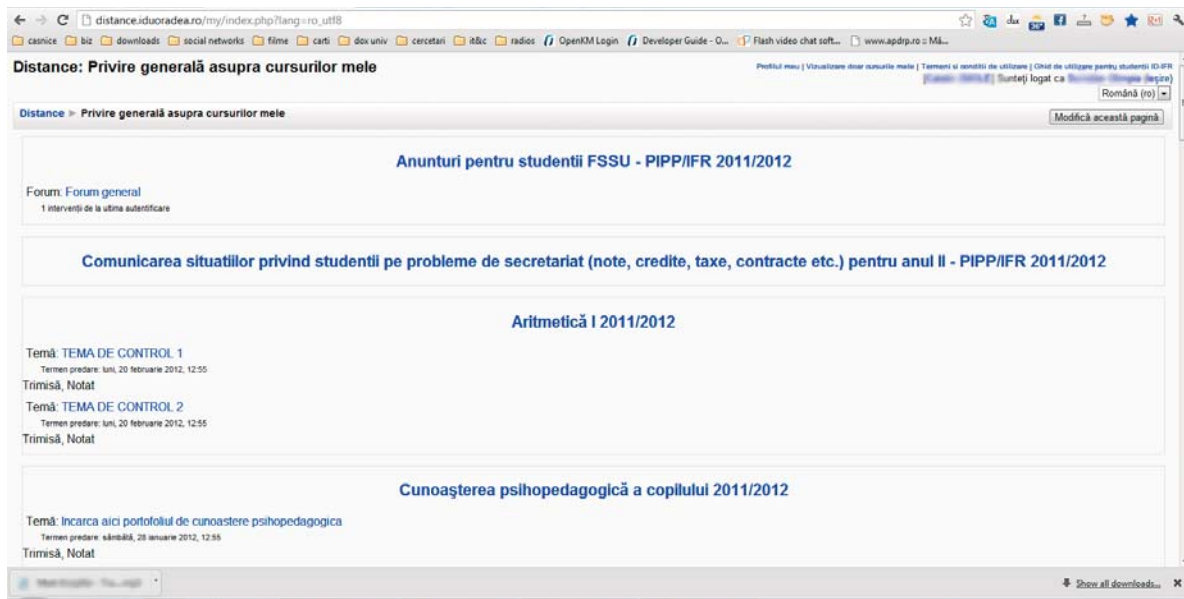 distance.iduoradea.ro/my/index.php?lang=ro_utf8
casnice biz downloads social networks filme carti dox univ cercetari it&c radios OpenKM Login Developer Guide - O... Flash video chat soft... www.apdrp.ro :: Mă...
Distance: Privire generală asupra cursurilor mele
Profilul meu | Vizualizare doar cursurile mele | Termeni si conditii de utilizare | Ghid de utilizare pentru studentii ID-IFR
Sunteţi logat ca (Ieşire)
Română (ro)
Distance ► Privire generală asupra cursurilor mele
Modifică această pagină
Anunturi pentru studentii FSSU - PIPP/IFR 2011/2012
Forum: Forum general
1 intervenţii de la ultima autentificare
Comunicarea situatiilor privind studentii pe probleme de secretariat (note, credite, taxe, contracte etc.) pentru anul II - PIPP/IFR 2011/2012
Aritmetică I 2011/2012
Temă: TEMA DE CONTROL 1
Termen predare: luni, 20 februarie 2012, 12:55
Trimisă, Notat
Temă: TEMA DE CONTROL 2
Termen predare: luni, 20 februarie 2012, 12:55
Trimisă, Notat
Cunoaşterea psihopedagogică a copilului 2011/2012
Temă: Incarca aici portofoliul de cunoastere psihopedagogica
Termen predare: sâmbătă, 28 ianuarie 2012, 12:55
Trimisă, Notat
Show all downloads...